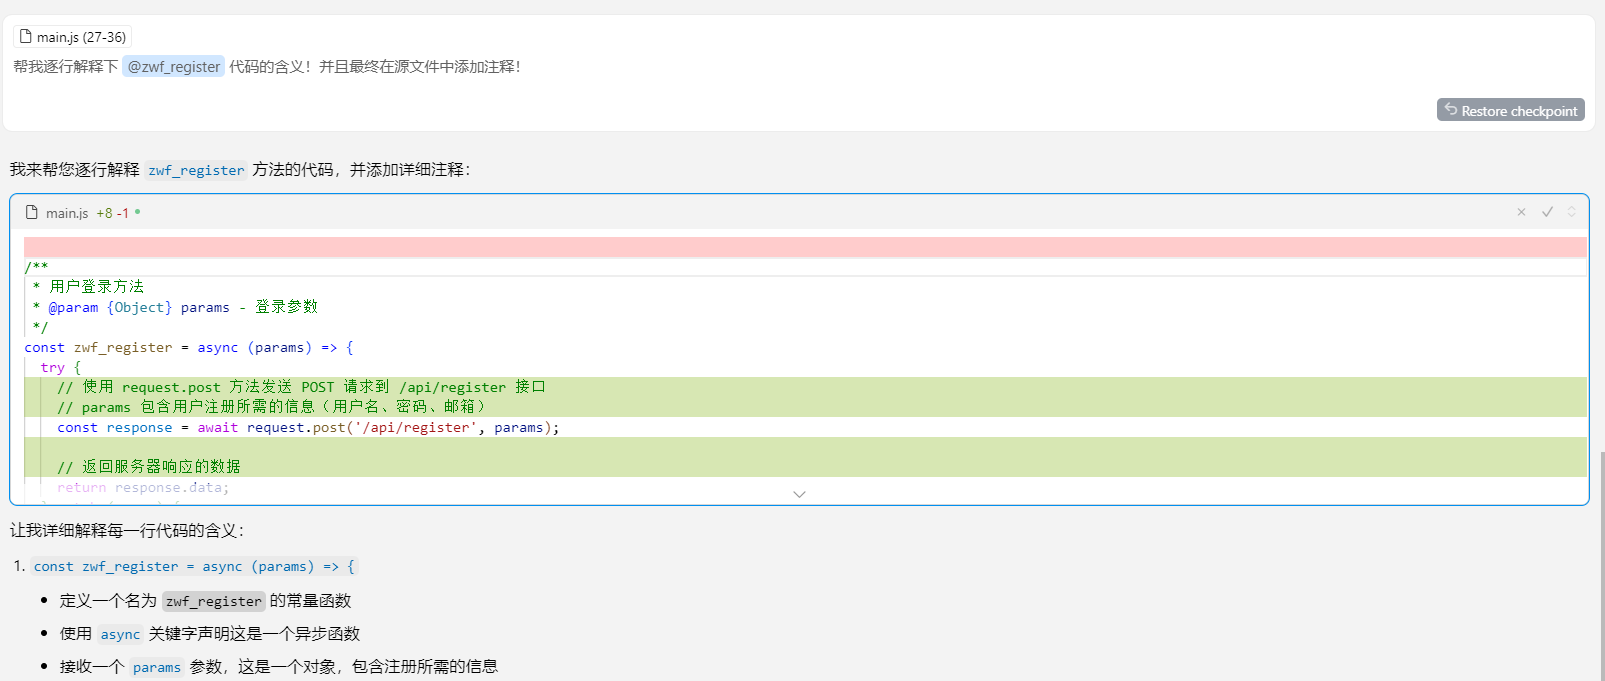 main.js (27-36)
帮我逐行解释下 @zwf_register 代码的含义！并且最终在源文件中添加注释！
Restore checkpoint
我来帮您逐行解释 zwf_register 方法的代码，并添加详细注释：
main.js +8 -1
/**
* 用户登录方法
* @param {Object} params - 登录参数
*/
const zwf_register = async (params) => {
try {
// 使用 request.post 方法发送 POST 请求到 /api/register 接口
// params 包含用户注册所需的信息（用户名、密码、邮箱）
const response = await request.post('/api/register', params);
// 返回服务器响应的数据
return response.data;
让我详细解释每一行代码的含义：
1. const zwf_register = async (params) => {
• 定义一个名为 zwf_register 的常量函数
• 使用 async 关键字声明这是一个异步函数
• 接收一个 params 参数，这是一个对象，包含注册所需的信息